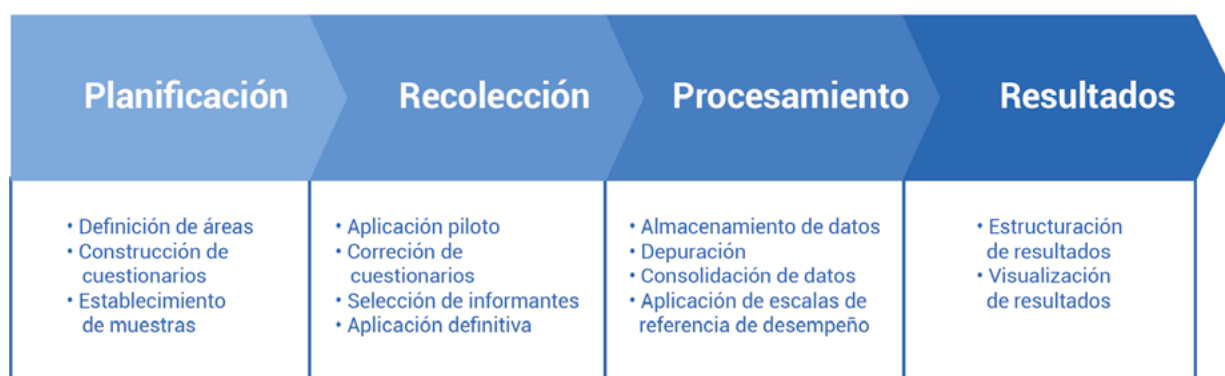 Planificación
Recolección
Procesamiento
Resultados
• Definición de áreas
• Construcción de
cuestionarios
• Establecimiento
de muestras
• Aplicación piloto
• Correción de
cuestionarios
• Selección de informantes
• Aplicación definitiva
• Almacenamiento de datos
• Depuración
• Consolidación de datos
• Aplicación de escalas de
referencia de desempeño
• Estructuración
de resultados
• Visualización
de resultados